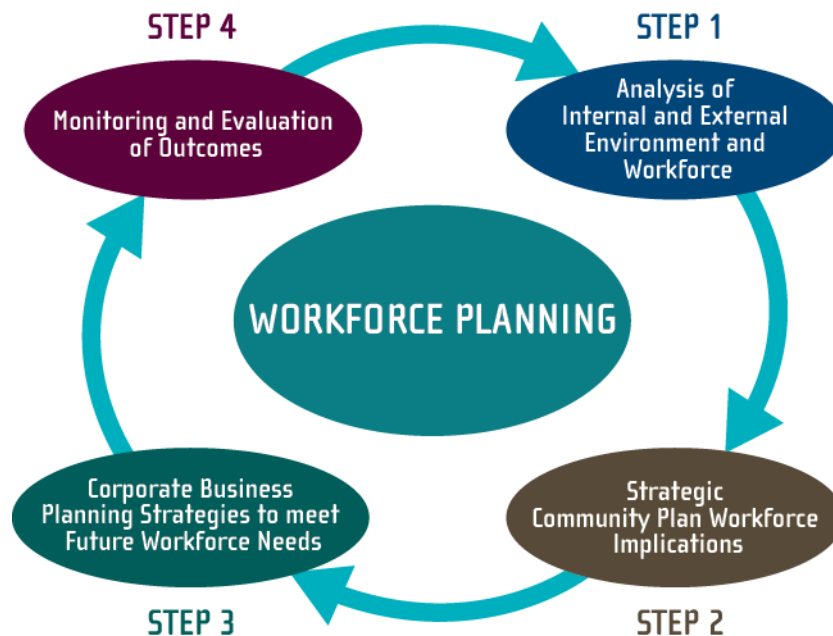 STEP 4
Monitoring and Evaluation
of Outcomes
STEP 1
Analysis of
Internal and External
Environment and
Workforce
WORKFORCE PLANNING
Corporate Business
Planning Strategies to meet
Future Workforce Needs
STEP 3
Strategic
Community Plan Workforce
Implications
STEP 2